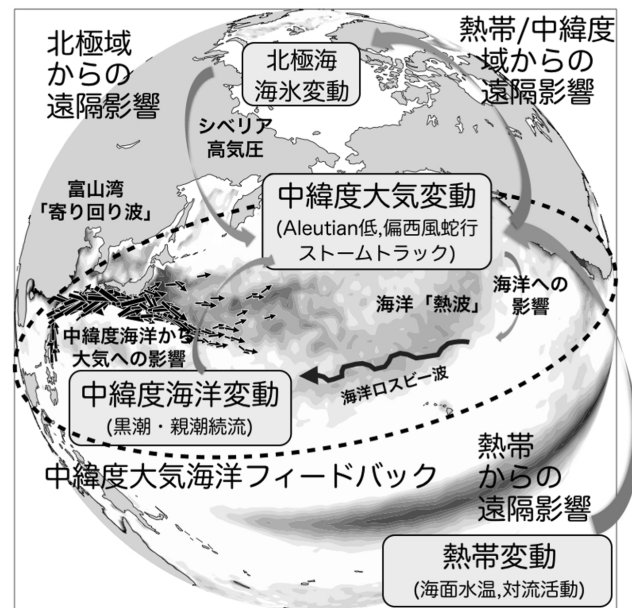 北極域
からの
遠隔影響
北極海
海氷変動
熱帯/中緯度
域からの
遠隔影響
シベリア
高気圧
富山湾
「寄り回り波」
中緯度大気変動
(Aleutian低,偏西風蛇行
ストームトラック)
海洋「熱波」
海洋への
影響
中緯度海洋から
大気への影響
海洋ロスビー波
中緯度海洋変動
(黒潮・親潮続流)
中緯度大気海洋フィードバック
熱帯
からの
遠隔影響
熱帯変動
(海面水温,対流活動)